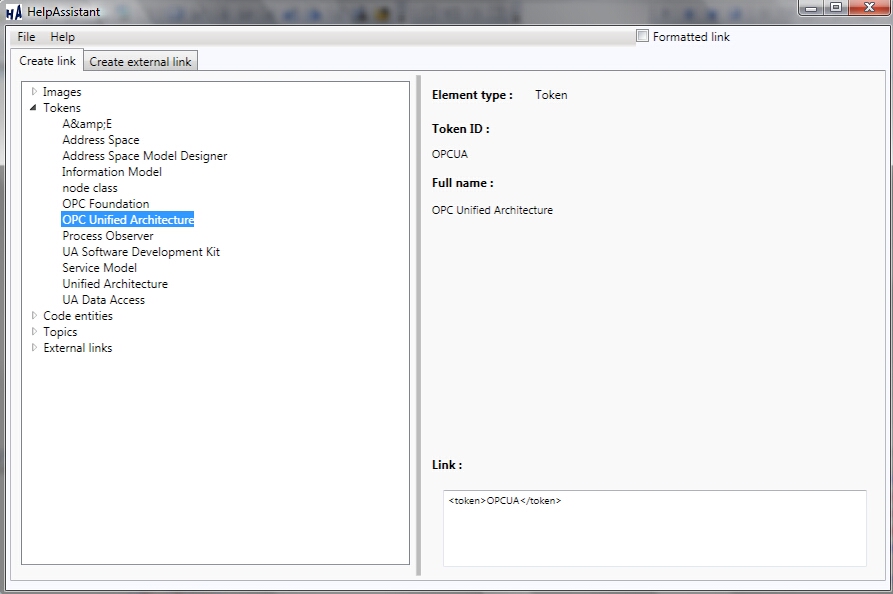 HA HelpAssistant
File Help Formatted link
Create link Create external link
Images
Tokens
A&amp;E
Address Space
Address Space Model Designer
Information Model
node class
OPC Foundation
OPC Unified Architecture
Process Observer
UA Software Development Kit
Service Model
Unified Architecture
UA Data Access
Code entities
Topics
External links
Element type : Token
Token ID :
OPCUA
Full name :
OPC Unified Architecture
Link :
<token>OPCUA</token>